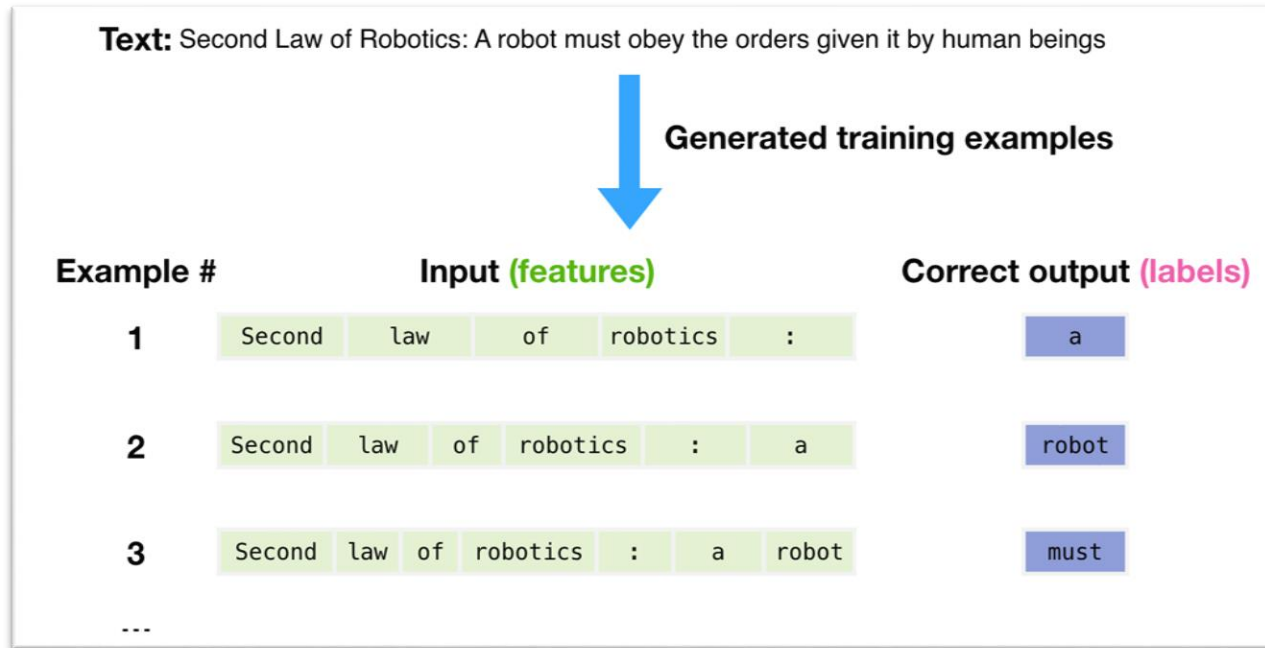 Text: Second Law of Robotics: A robot must obey the orders given it by human beings
Generated training examples
Example # Input (features) Correct output (labels)
1 Second law of robotics : a
2 Second law of robotics : a robot
3 Second law of robotics : a robot must
...